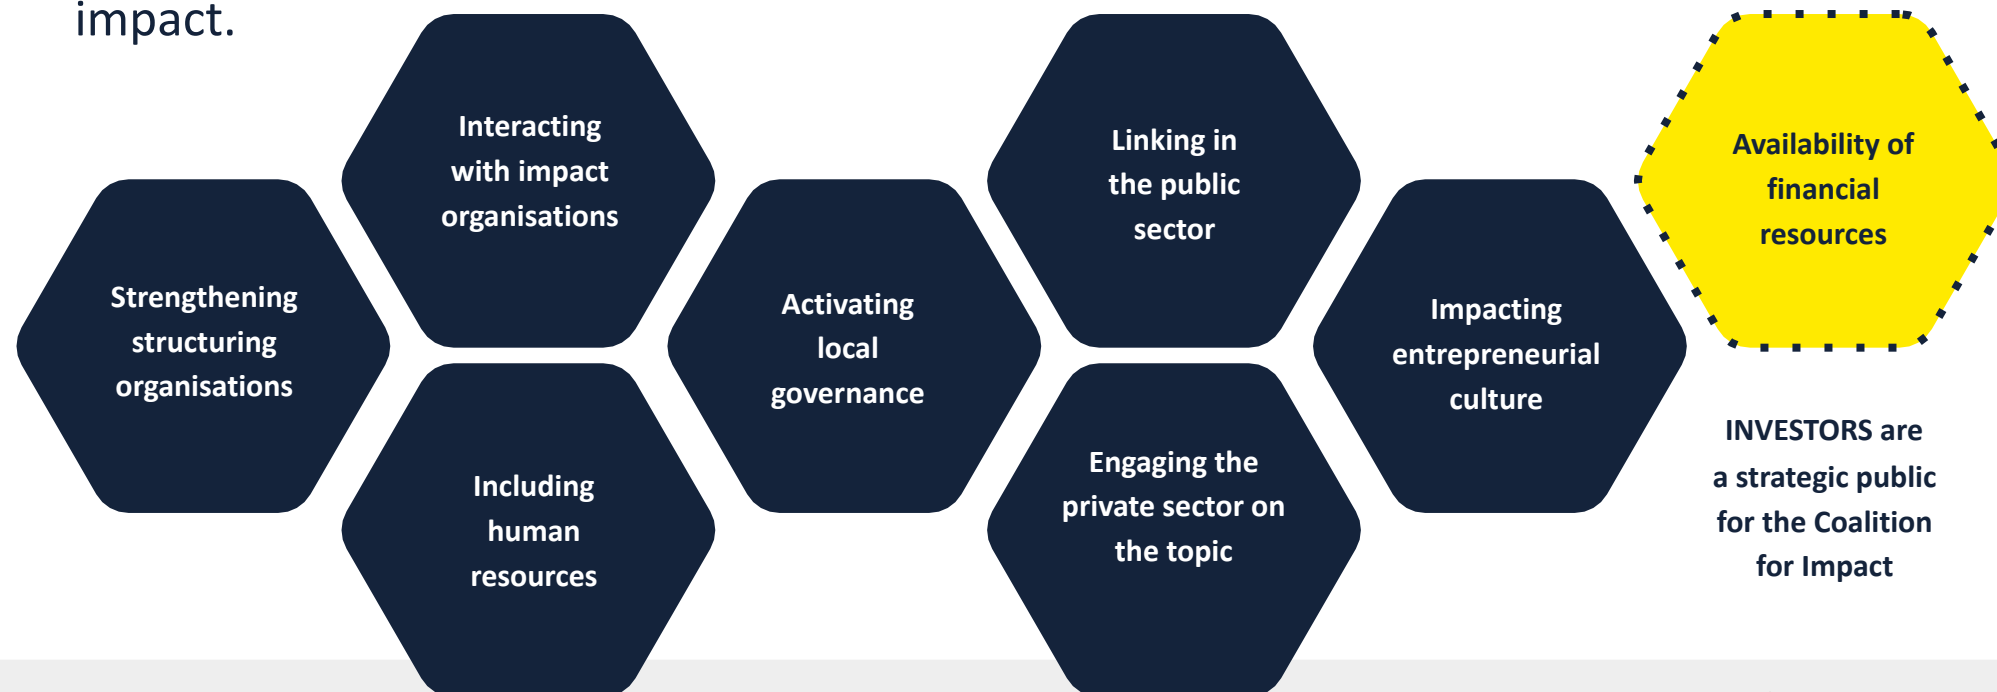 impact.
Strengthening
structuring
organisations
Interacting
with impact
organisations
Including
human
resources
Activating
local
governance
Linking in
the public
sector
Engaging the
private sector on
the topic
Impacting
entrepreneurial
culture
Availability of
financial
resources
INVESTORS are
a strategic public
for the Coalition
for Impact